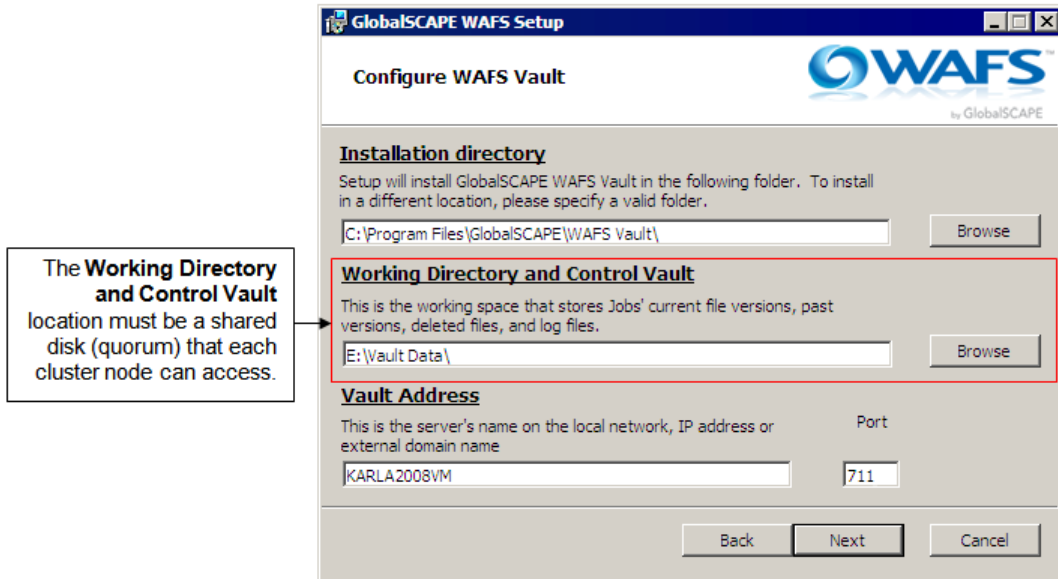 GlobalSCAPE WAFS Setup
Configure WAFS Vault
WAFS™
by GlobalSCAPE
Installation directory
Setup will install GlobalSCAPE WAFS Vault in the following folder. To install
in a different location, please specify a valid folder.
C:\Program Files\GlobalSCAPE\WAFS Vault\
Browse
The Working Directory
and Control Vault
location must be a shared
disk (quorum) that each
cluster node can access.
Working Directory and Control Vault
This is the working space that stores Jobs' current file versions, past
versions, deleted files, and log files.
E:\Vault Data\
Browse
Vault Address
This is the server's name on the local network, IP address or
external domain name
Port
KARLA2008VM
711
Back
Next
Cancel